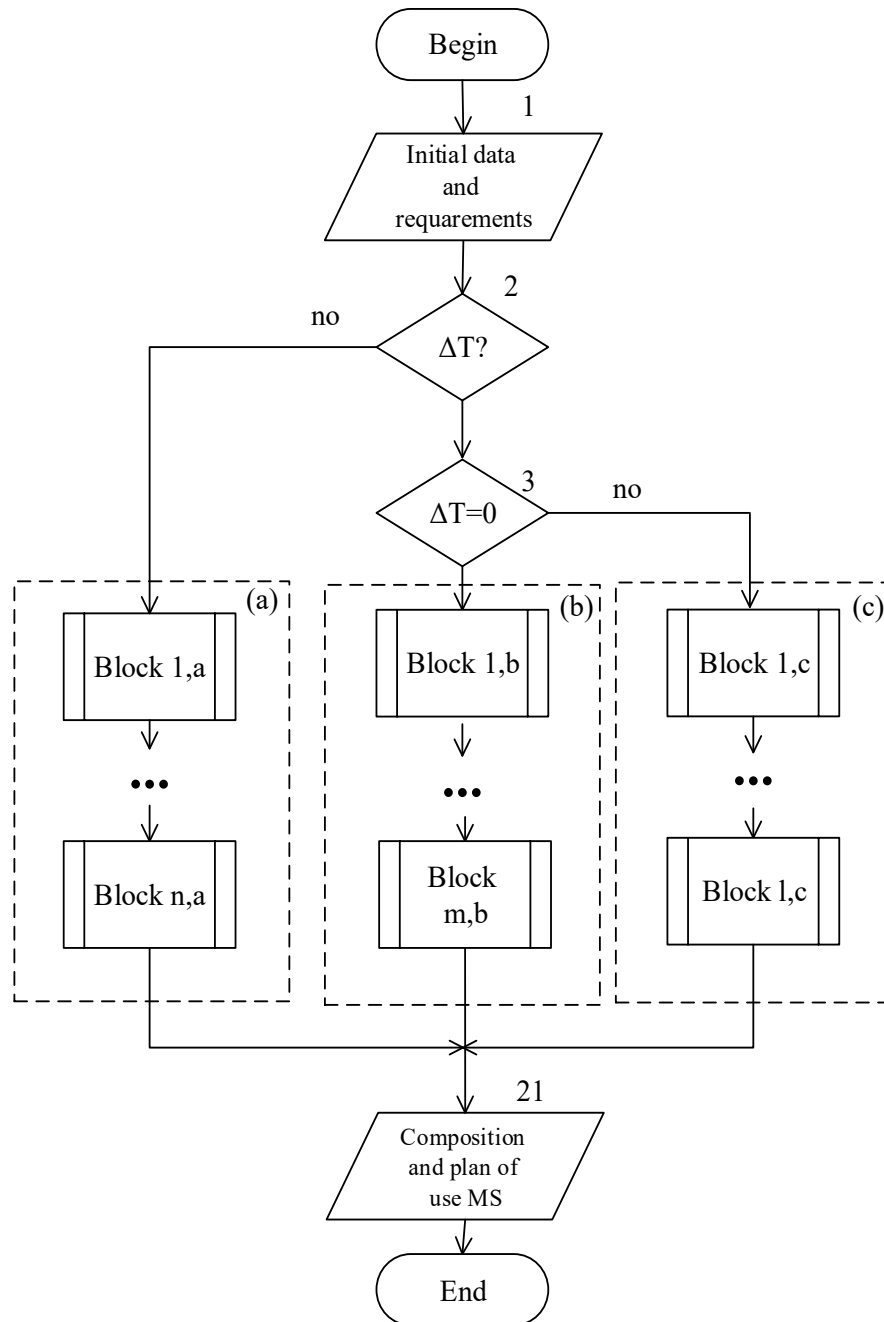 Begin
1
Initial data
and
requarements
2
no
ΔT?
3
no
ΔT=0
(a)
(b)
(c)
Block 1,a
Block 1,b
Block 1,c
•••
•••
•••
Block n,a
Block
m,b
Block l,c
21
Composition
and plan of
use MS
End